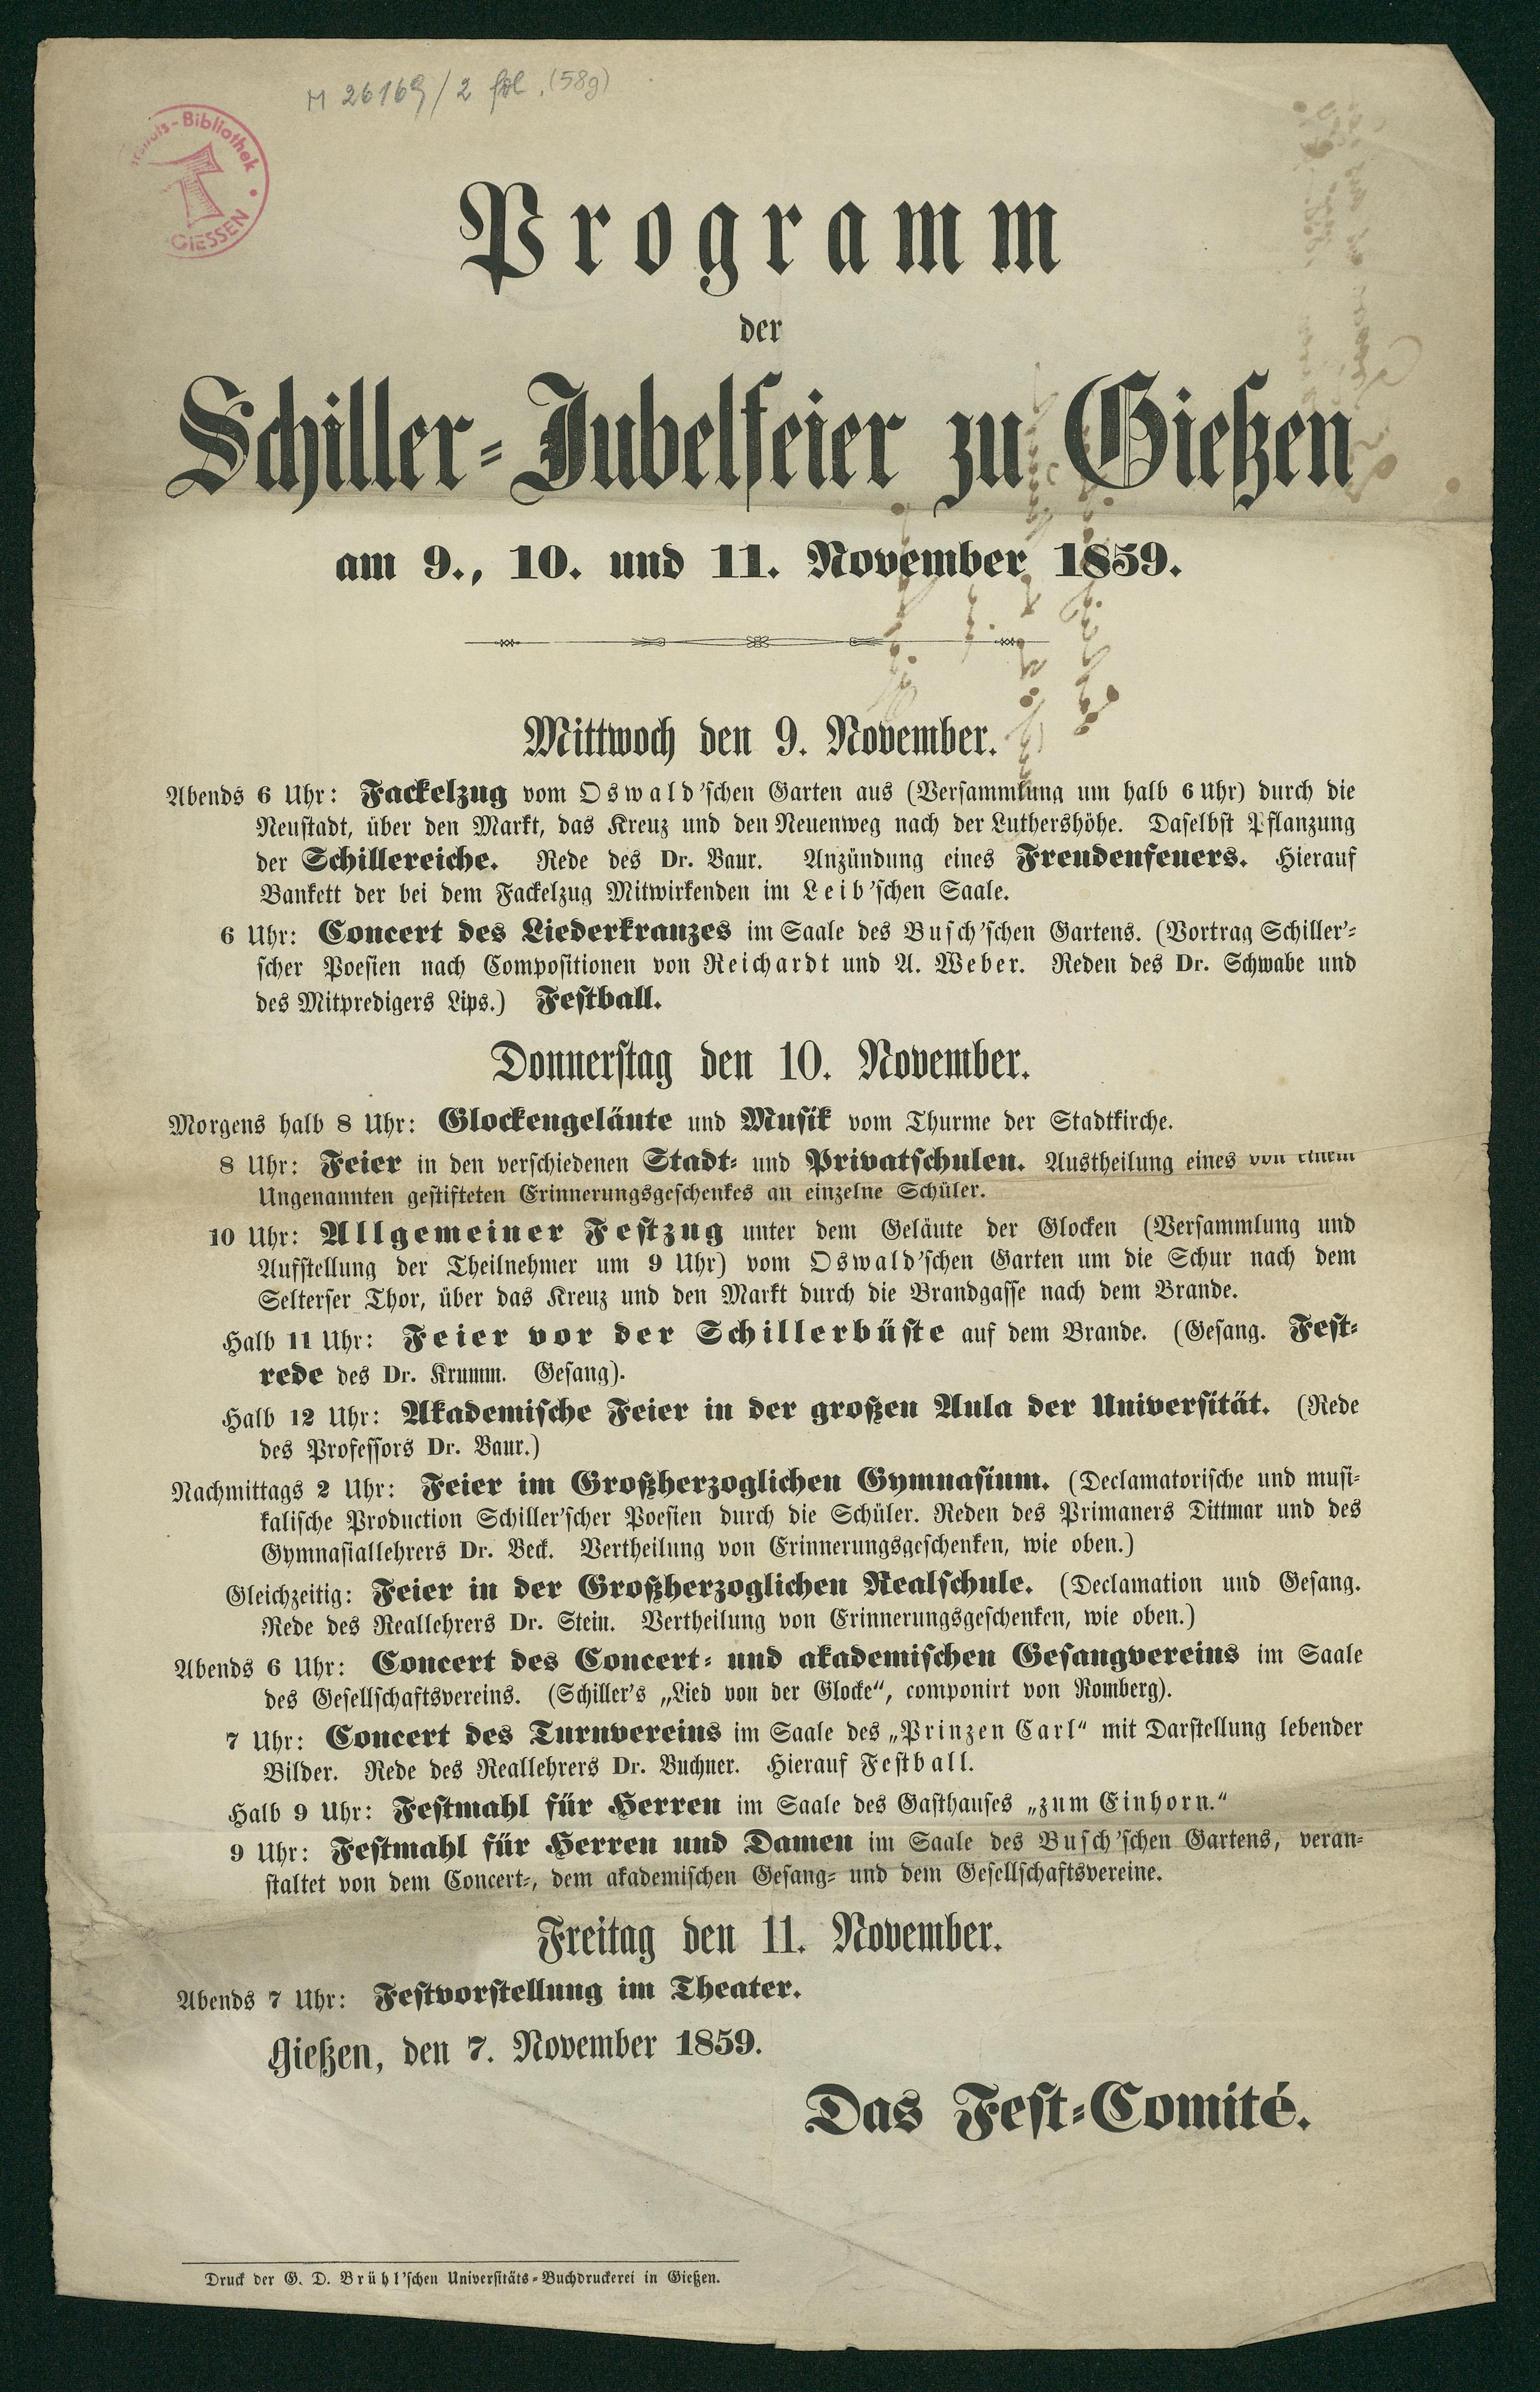 M 26169/2 fol. (58g)
-Bibliothek
GIESSEN
Programm
der
Schiller-Jubelfeier zu Gießen
am 9., 10. und 11. November 1859.
Mittwoch den 9. November.
Abends 6 Uhr: Fackelzug vom Oswald'schen Garten aus (Versammlung um halb 6 Uhr) durch die
Neustadt, über den Markt, das Kreuz und den Neuenweg nach der Luthershöhe. Daselbst Pflanzung
der Schillereiche. Rede des Dr. Baur. Anzündung eines Freudenfeuers. Hierauf
Bankett der bei dem Fackelzug Mitwirkenden im Leib'schen Saale.
6 Uhr: Concert des Liederkranzes im Saale des Busch'schen Gartens. (Vortrag Schiller'-
scher Poesien nach Compositionen von Reichardt und A. Weber. Reden des Dr. Schwabe und
des Mitpredigers Lips.) Festball.
Donnerstag den 10. November.
Morgens halb 8 Uhr: Glockengeläute und Musik vom Thurme der Stadtkirche.
8 Uhr: Feier in den verschiedenen Stadt- und Privatschulen. Austheilung eines von einem
Ungenannten gestifteten Erinnerungsgeschenkes an einzelne Schüler.
10 Uhr: Allgemeiner Festzug unter dem Geläute der Glocken (Versammlung und
Aufstellung der Theilnehmer um 9 Uhr) vom Oswald'schen Garten um die Schur nach dem
Selterser Thor, über das Kreuz und den Markt durch die Brandgasse nach dem Brande.
Halb 11 Uhr: Feier vor der Schillerbüste auf dem Brande. (Gesang. Fest-
rede des Dr. Krumm. Gesang).
Halb 12 Uhr: Akademische Feier in der großen Aula der Universität. (Rede
des Professors Dr. Baur.)
Nachmittags 2 Uhr: Feier im Großherzoglichen Gymnasium. (Declamatorische und musi-
kalische Production Schiller'scher Poesien durch die Schüler. Reden des Primaners Dittmar und des
Gymnasiallehrers Dr. Beck. Vertheilung von Erinnerungsgeschenken, wie oben.)
Gleichzeitig: Feier in der Großherzoglichen Realschule. (Declamation und Gesang.
Rede des Reallehrers Dr. Stein. Vertheilung von Erinnerungsgeschenken, wie oben.)
Abends 6 Uhr: Concert des Concert- und akademischen Gesangvereins im Saale
des Gesellschaftsvereins. (Schiller's „Lied von der Glocke“, componirt von Romberg).
7 Uhr: Concert des Turnvereins im Saale des „Prinzen Carl“ mit Darstellung lebender
Bilder. Rede des Reallehrers Dr. Buchner. Hierauf Festball.
Halb 9 Uhr: Festmahl für Herren im Saale des Gasthauses „zum Einhorn.“
9 Uhr: Festmahl für Herren und Damen im Saale des Busch'schen Gartens, veran-
staltet von dem Concert-, dem akademischen Gesang- und dem Gesellschaftsvereine.
Freitag den 11. November.
Abends 7 Uhr: Festvorstellung im Theater.
Gießen, den 7. November 1859.
Das Fest-Comité.
Druck der G. D. Brühl'schen Universitäts-Buchdruckerei in Gießen.